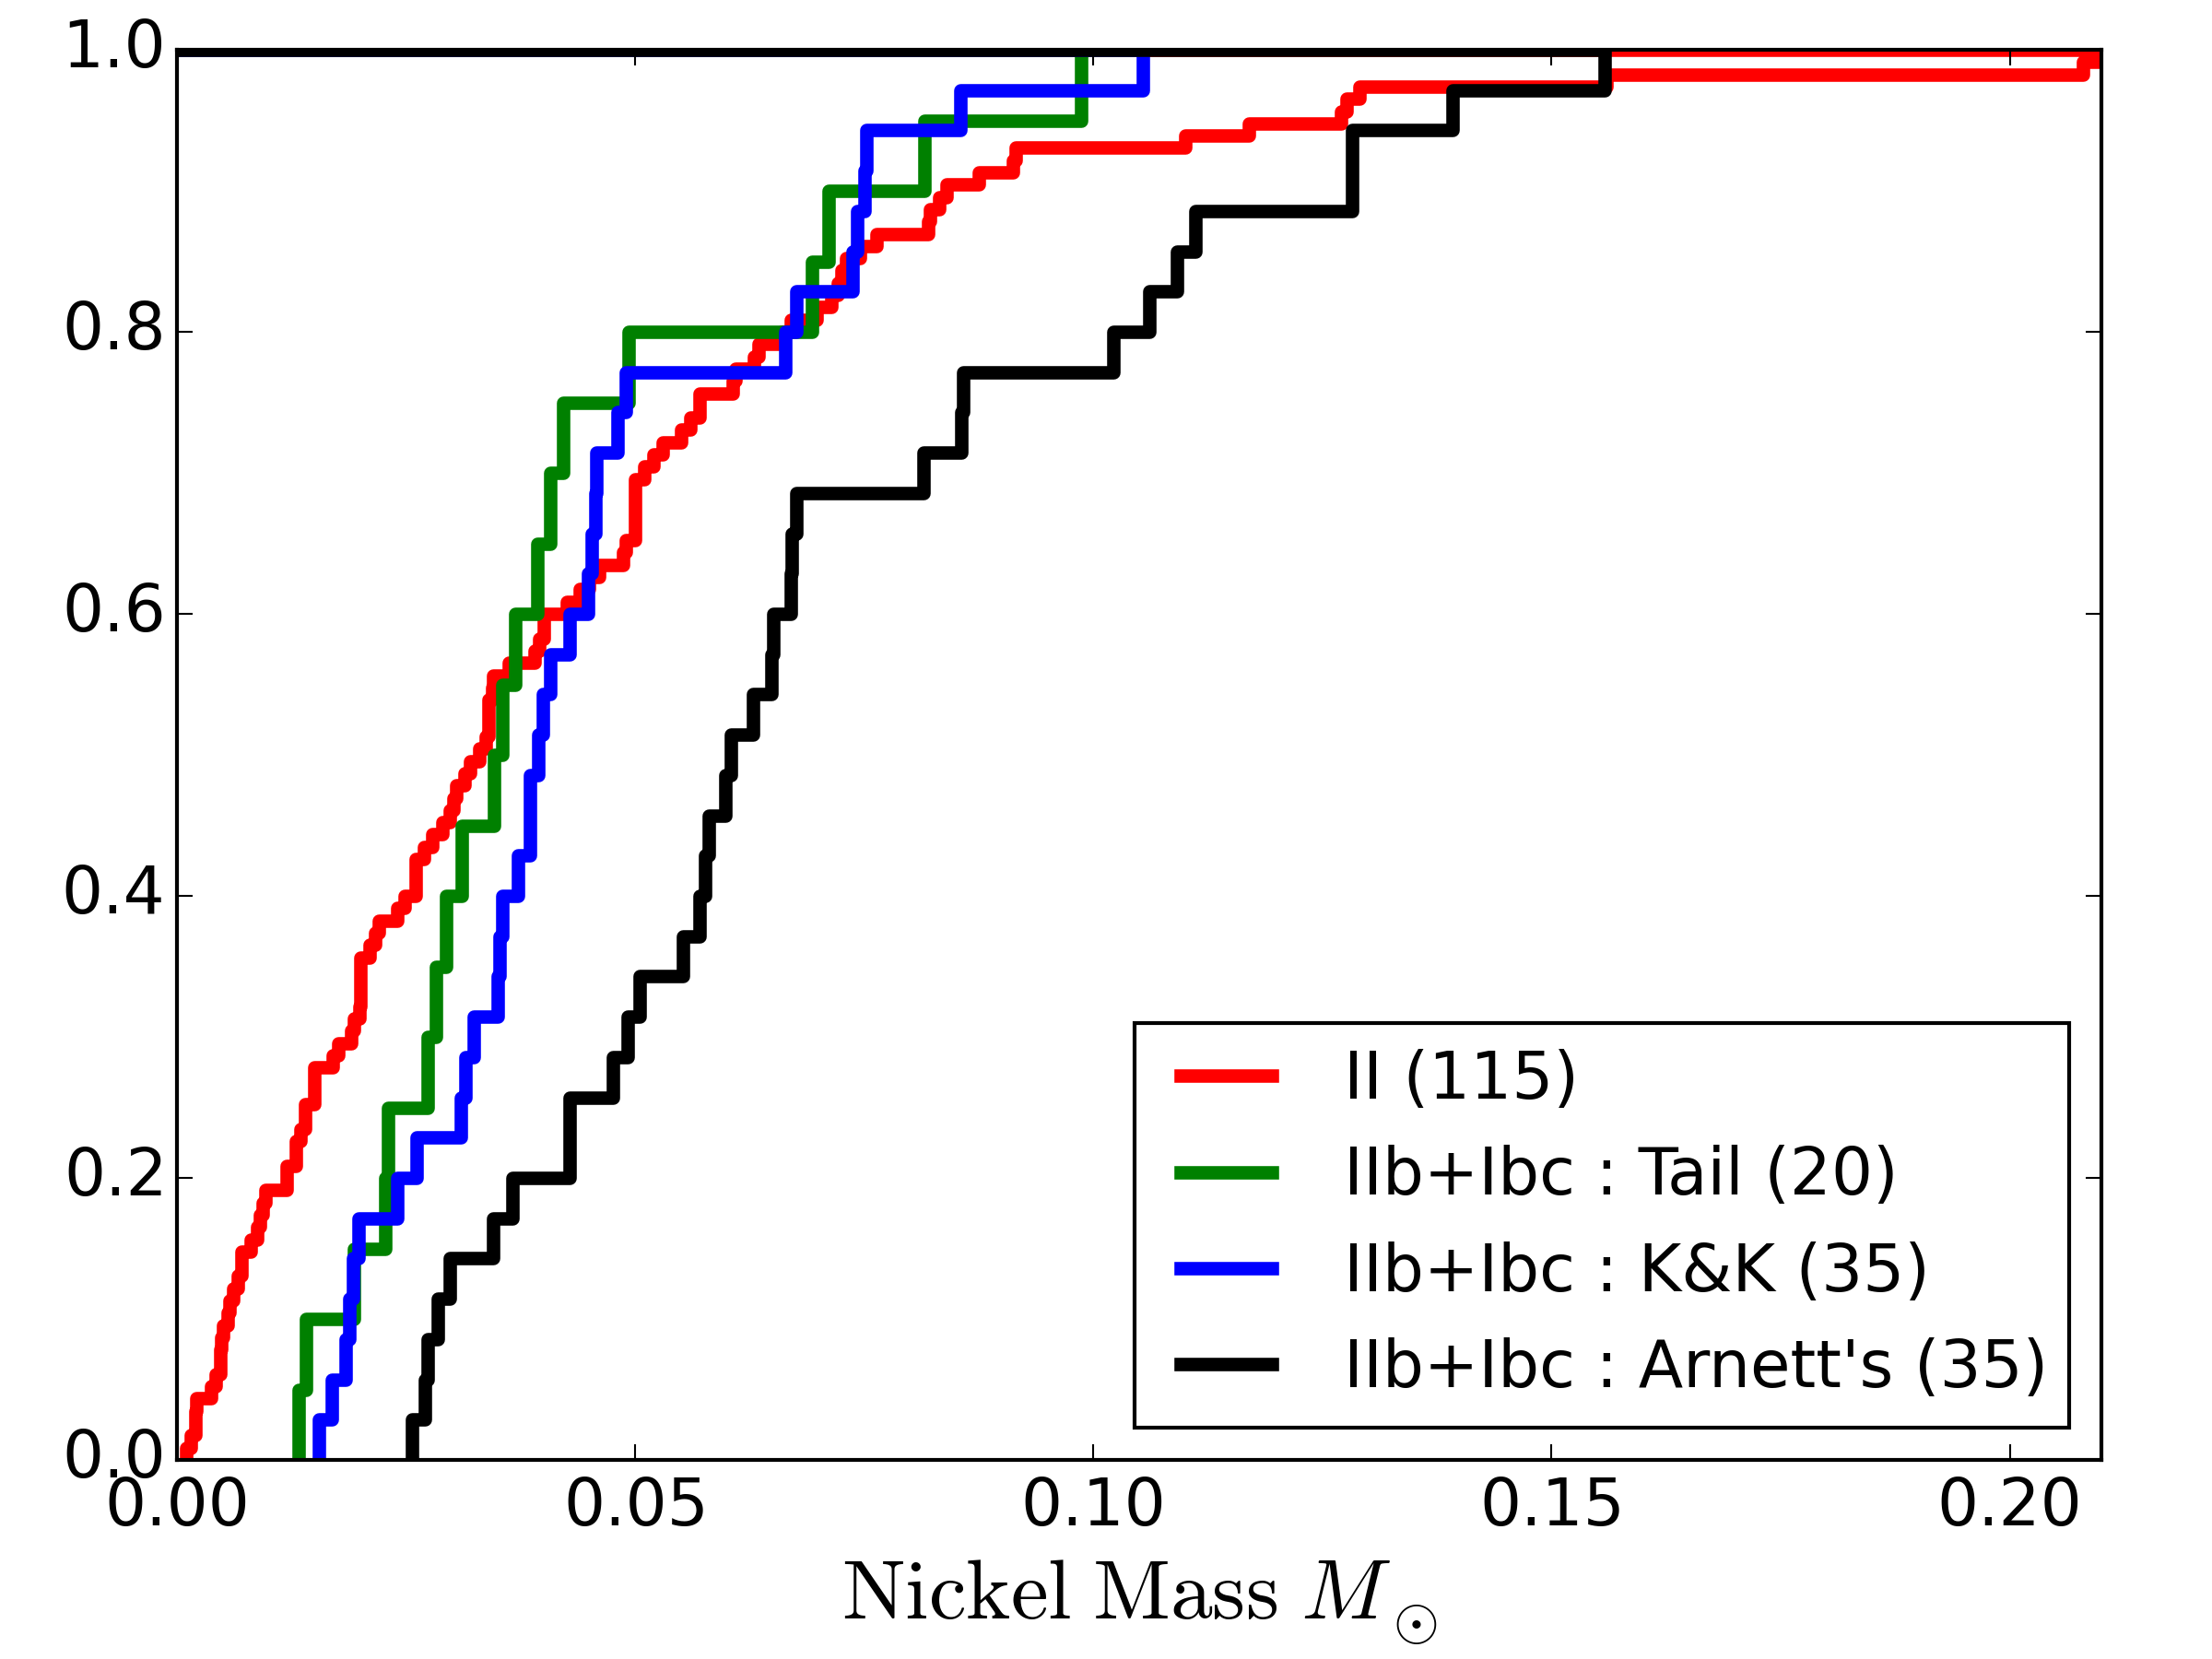 1.0
0.8
0.6
0.4
0.2
0.0
0.00 0.05 0.10 0.15 0.20
Nickel Mass M⊙
II (115)
IIb+Ibc : Tail (20)
IIb+Ibc : K&K (35)
IIb+Ibc : Arnett's (35)